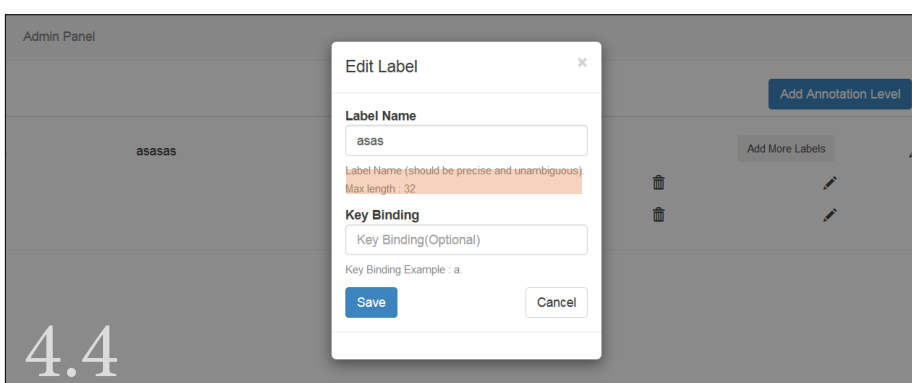 Admin Panel
Edit Label
×
Add Annotation Level
Label Name
asas
asasas
Add More Labels
Label Name (should be precise and unambiguous).
Max length : 32
Key Binding
Key Binding(Optional)
Key Binding Example : a.
Save
Cancel
4.4